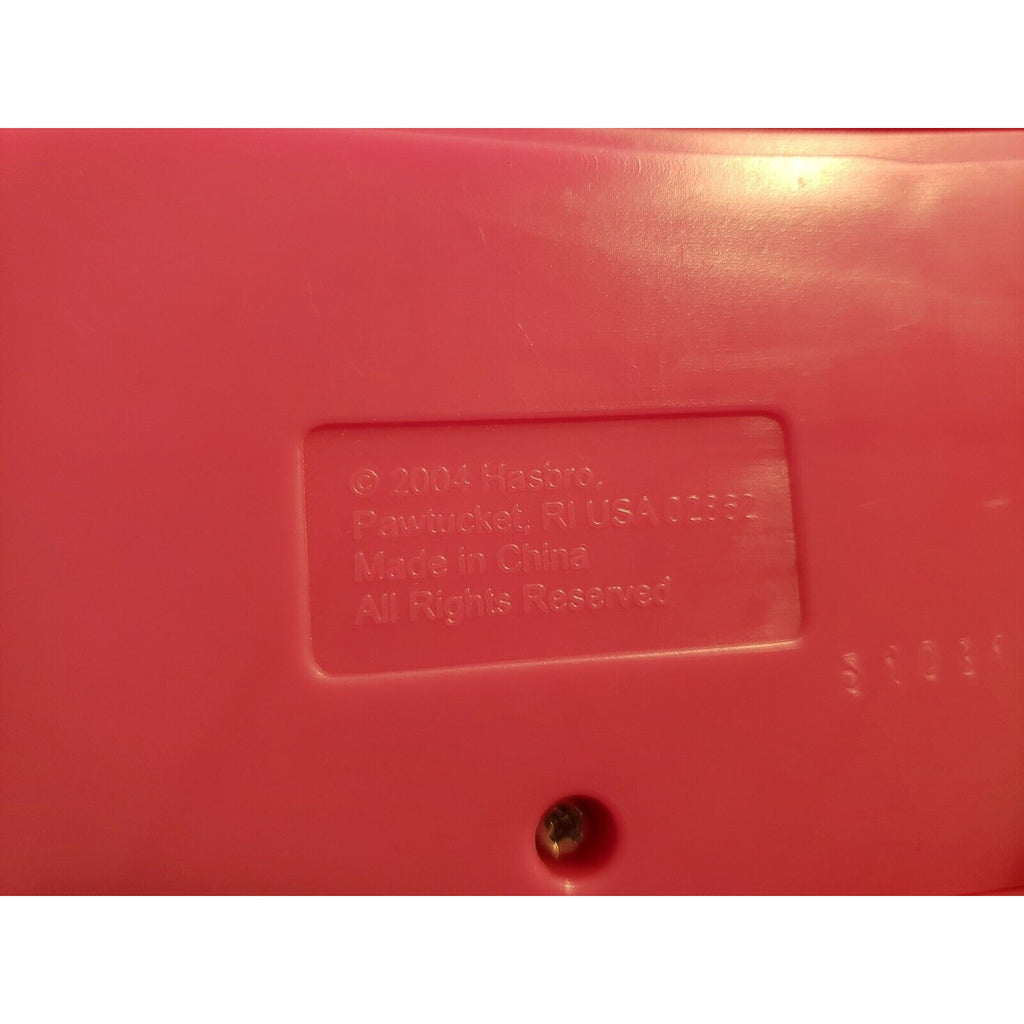 © 2004 Hasbro,
Pawtucket, RI USA 02862
Made in China
All Rights Reserved